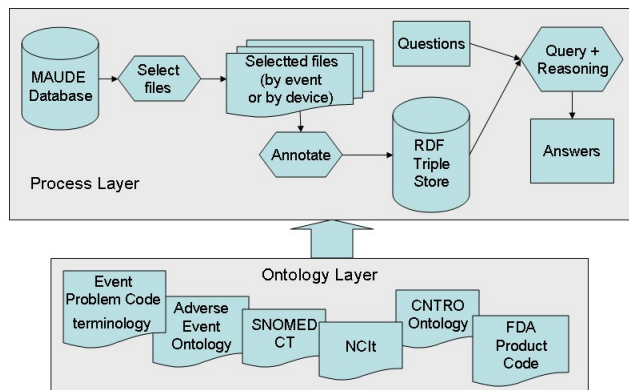 MAUDE
Database
Select
files
Selectted files
(by event
or by device)
Questions
Query +
Reasoning
Annotate
RDF
Triple
Store
Answers
Process Layer
Ontology Layer
Event
Problem Code
terminology
Adverse
Event
Ontology
SNOMED
CT
NCIt
CNTRO
Ontology
FDA
Product
Code